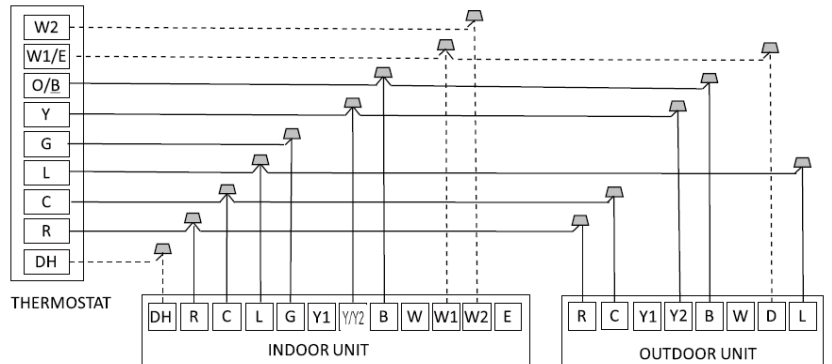 W2
W1/E
O/B
Y
G
L
C
R
DH
THERMOSTAT
DH R C L G Y1 Y/Y2 B W W1 W2 E
INDOOR UNIT
R C Y1 Y2 B W D L
OUTDOOR UNIT